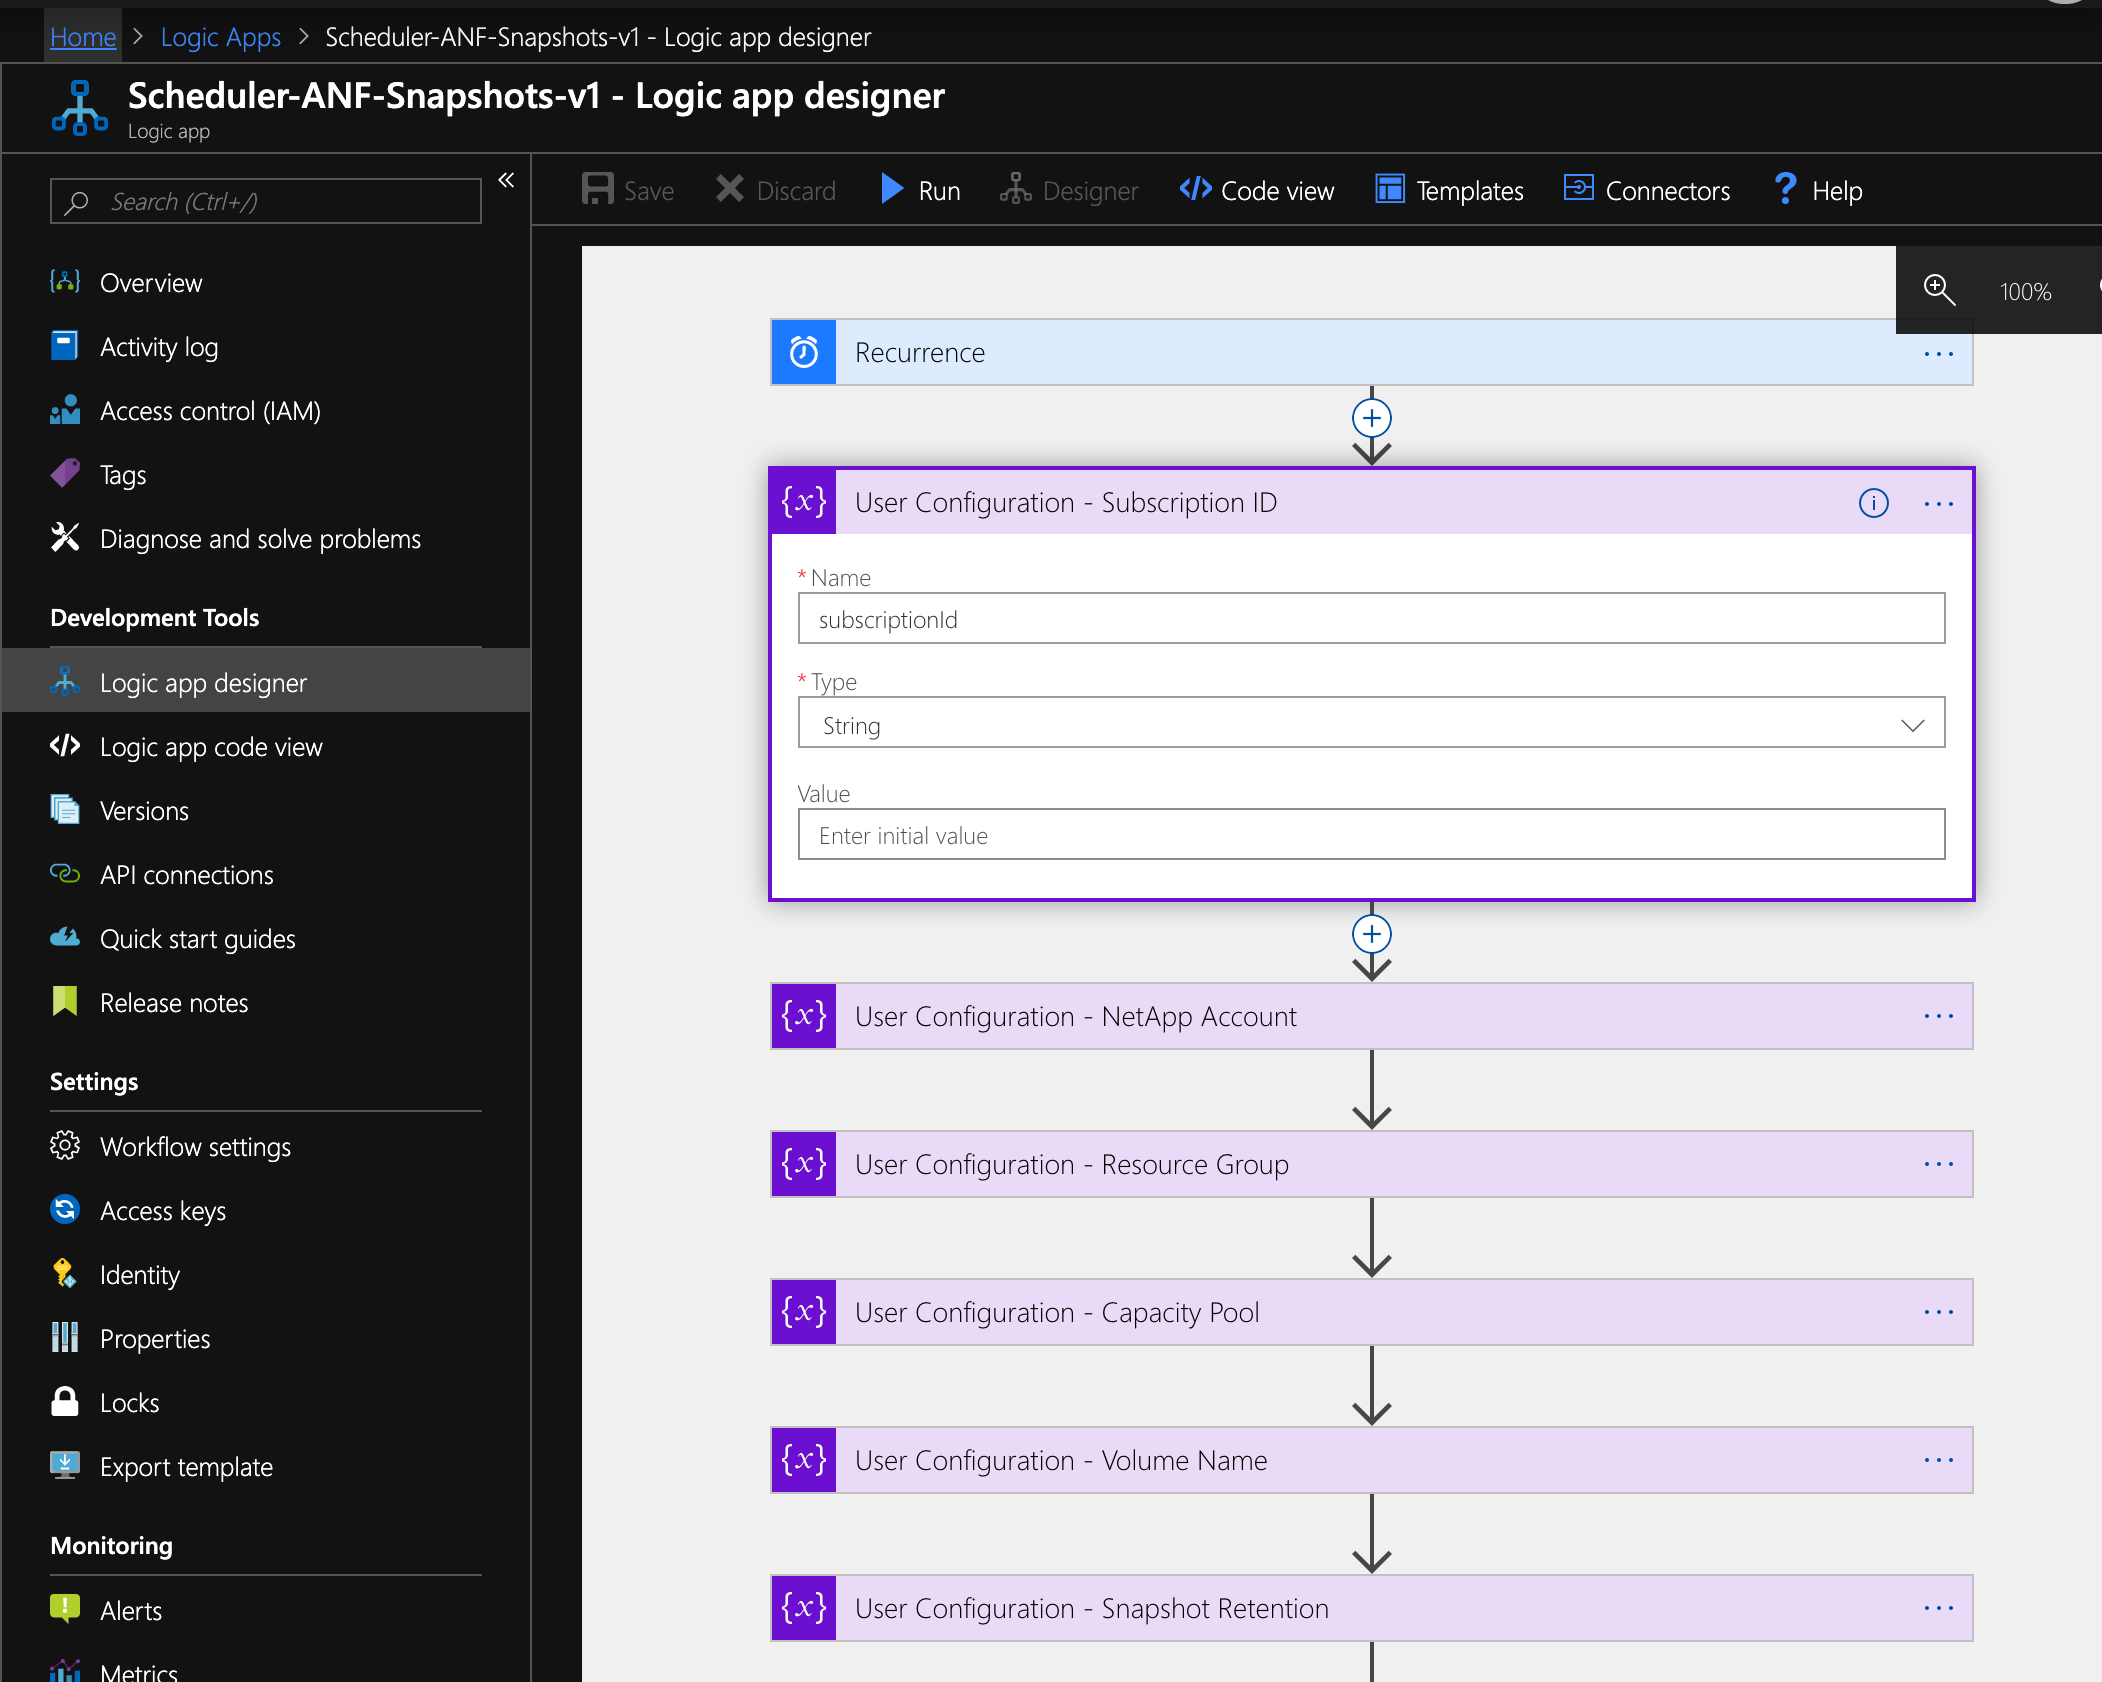 Home > Logic Apps > Scheduler-ANF-Snapshots-v1 - Logic app designer
Scheduler-ANF-Snapshots-v1 - Logic app designer
Logic app
Search (Ctrl+/)
«
Overview
Activity log
Access control (IAM)
Tags
Diagnose and solve problems
Development Tools
Logic app designer
Logic app code view
Versions
API connections
Quick start guides
Release notes
Settings
Workflow settings
Access keys
Identity
Properties
Locks
Export template
Monitoring
Alerts
Metrics
Save Discard Run Designer Code view Templates Connectors Help
100%
Recurrence
{x} User Configuration - Subscription ID
* Name
subscriptionId
* Type
String
Value
Enter initial value
{x} User Configuration - NetApp Account
{x} User Configuration - Resource Group
{x} User Configuration - Capacity Pool
{x} User Configuration - Volume Name
{x} User Configuration - Snapshot Retention